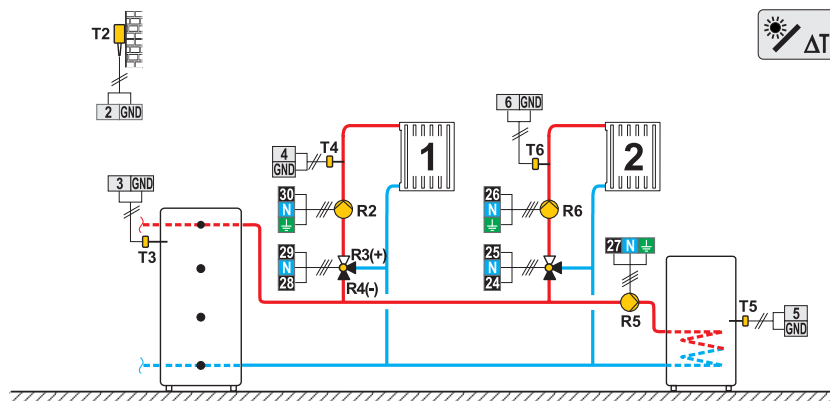 T2
ΔT
2 GND
6 GND
4
GND
T4
1
T6
2
3 GND
30
N
R2
26
N
R6
27 N
T3
29
N
28
R3(+)
R4(-)
25
N
24
R5
T5
5
GND